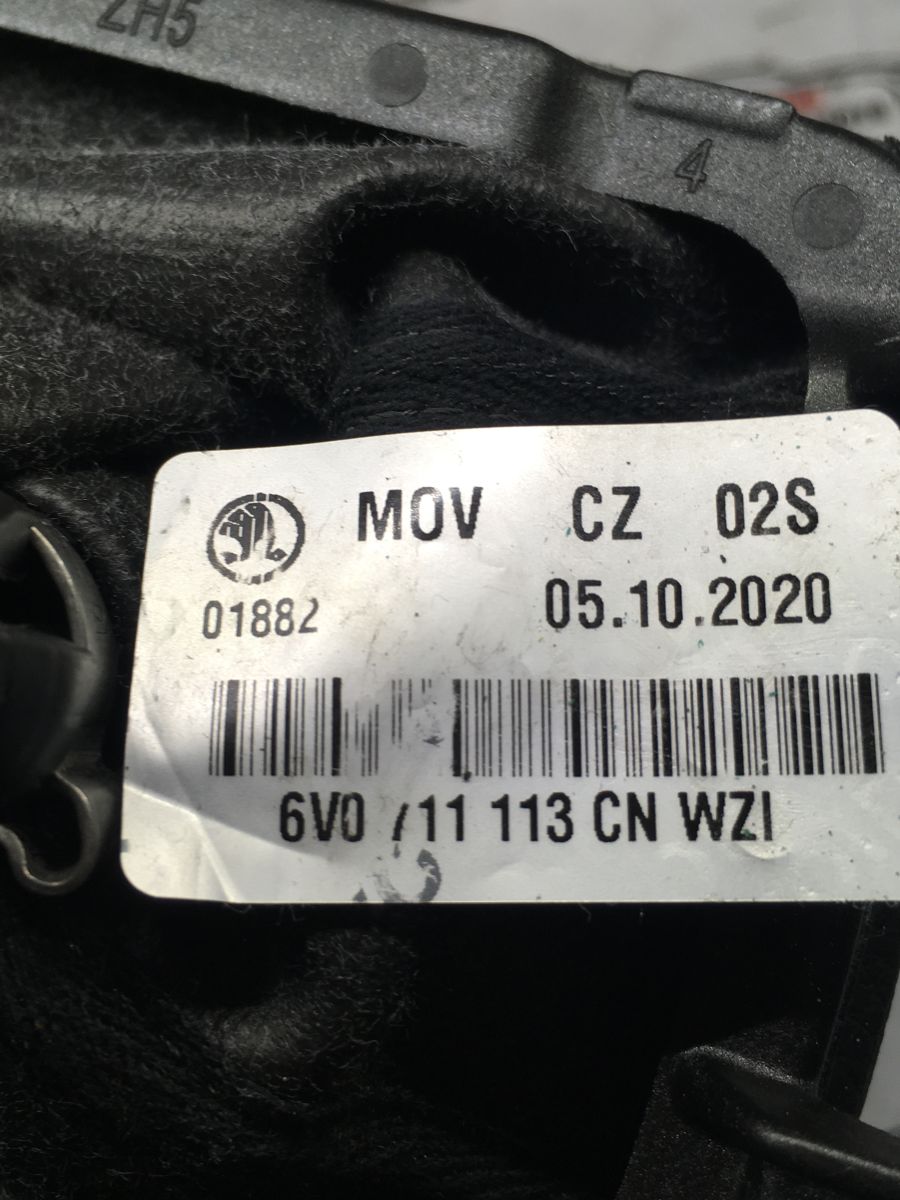 ZH5
4
MOV CZ 02S
01882
05.10.2020
6V0 711 113 CN WZI